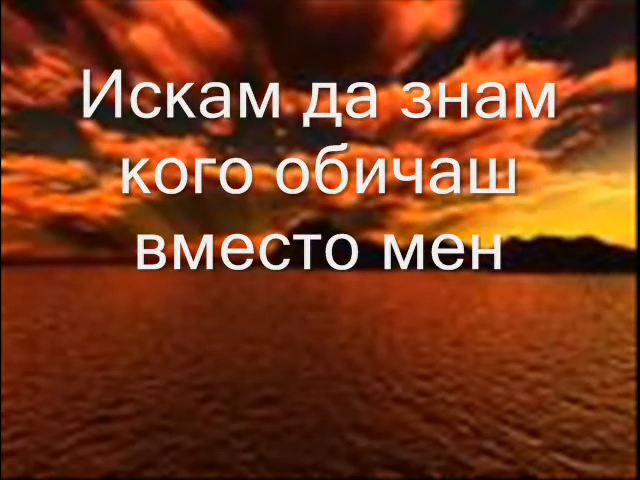 Искам да знам
кого обичаш
вместо мен